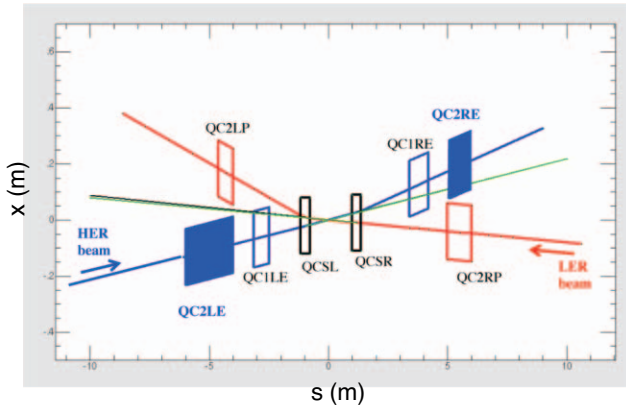 .6
.4
.2
0
-.2
-.4
x (m)
QC2LP
QC2RE
QC1RE
HER
beam
QC1LE
QCSL
QCSR
QC2RP
LER
beam
QC2LE
-10
-5
0
5
10
s (m)